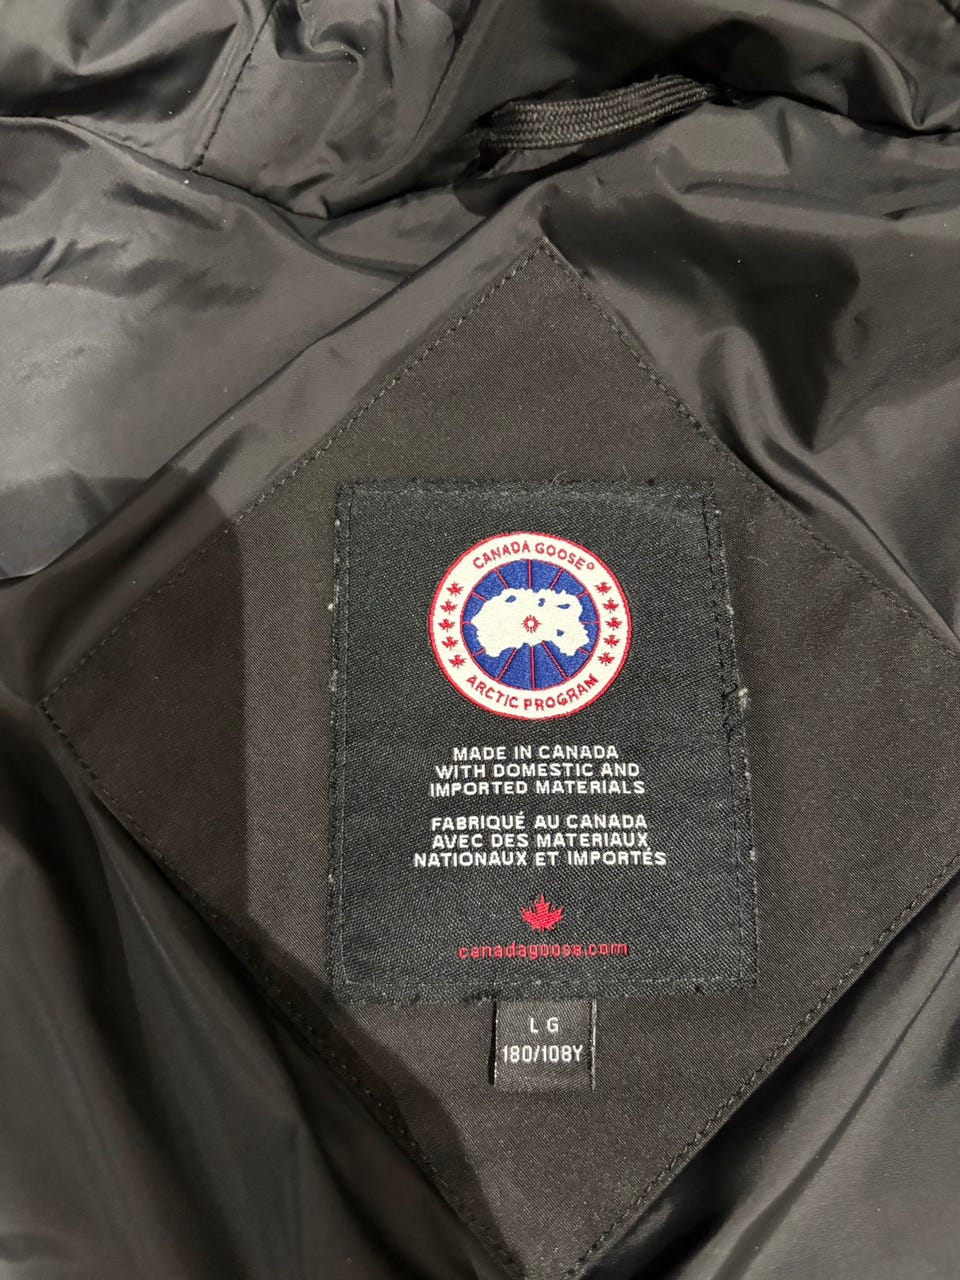 CANADA GOOSE®
ARCTIC PROGRAM
MADE IN CANADA
WITH DOMESTIC AND
IMPORTED MATERIALS
FABRIQUÉ AU CANADA
AVEC DES MATERIAUX
NATIONAUX ET IMPORTÉS
canadagoose.com
LG
180/108Y